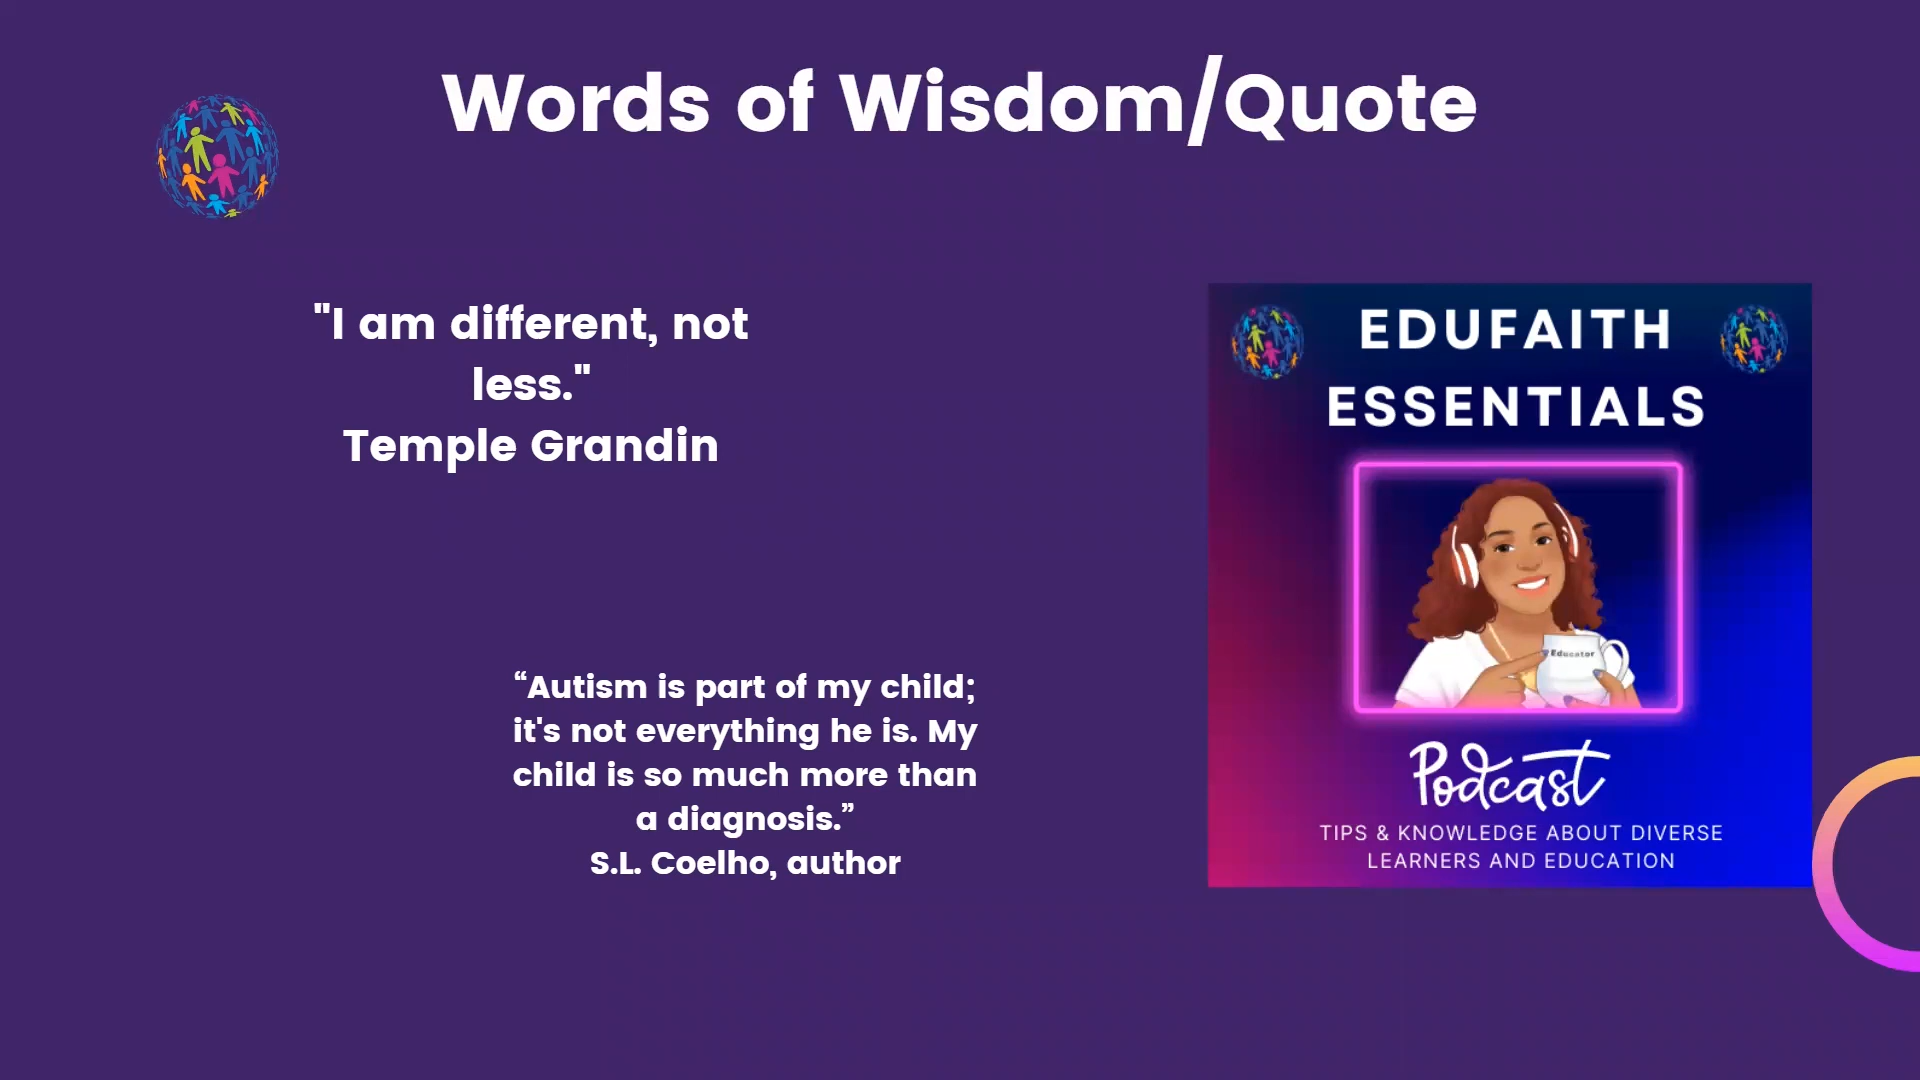 Words of Wisdom/Quote
"I am different, not
less."
Temple Grandin
“Autism is part of my child;
it's not everything he is. My
child is so much more than
a diagnosis.”
S.L. Coelho, author
EDUFAITH
ESSENTIALS
Educator
Podcast
TIPS & KNOWLEDGE ABOUT DIVERSE
LEARNERS AND EDUCATION